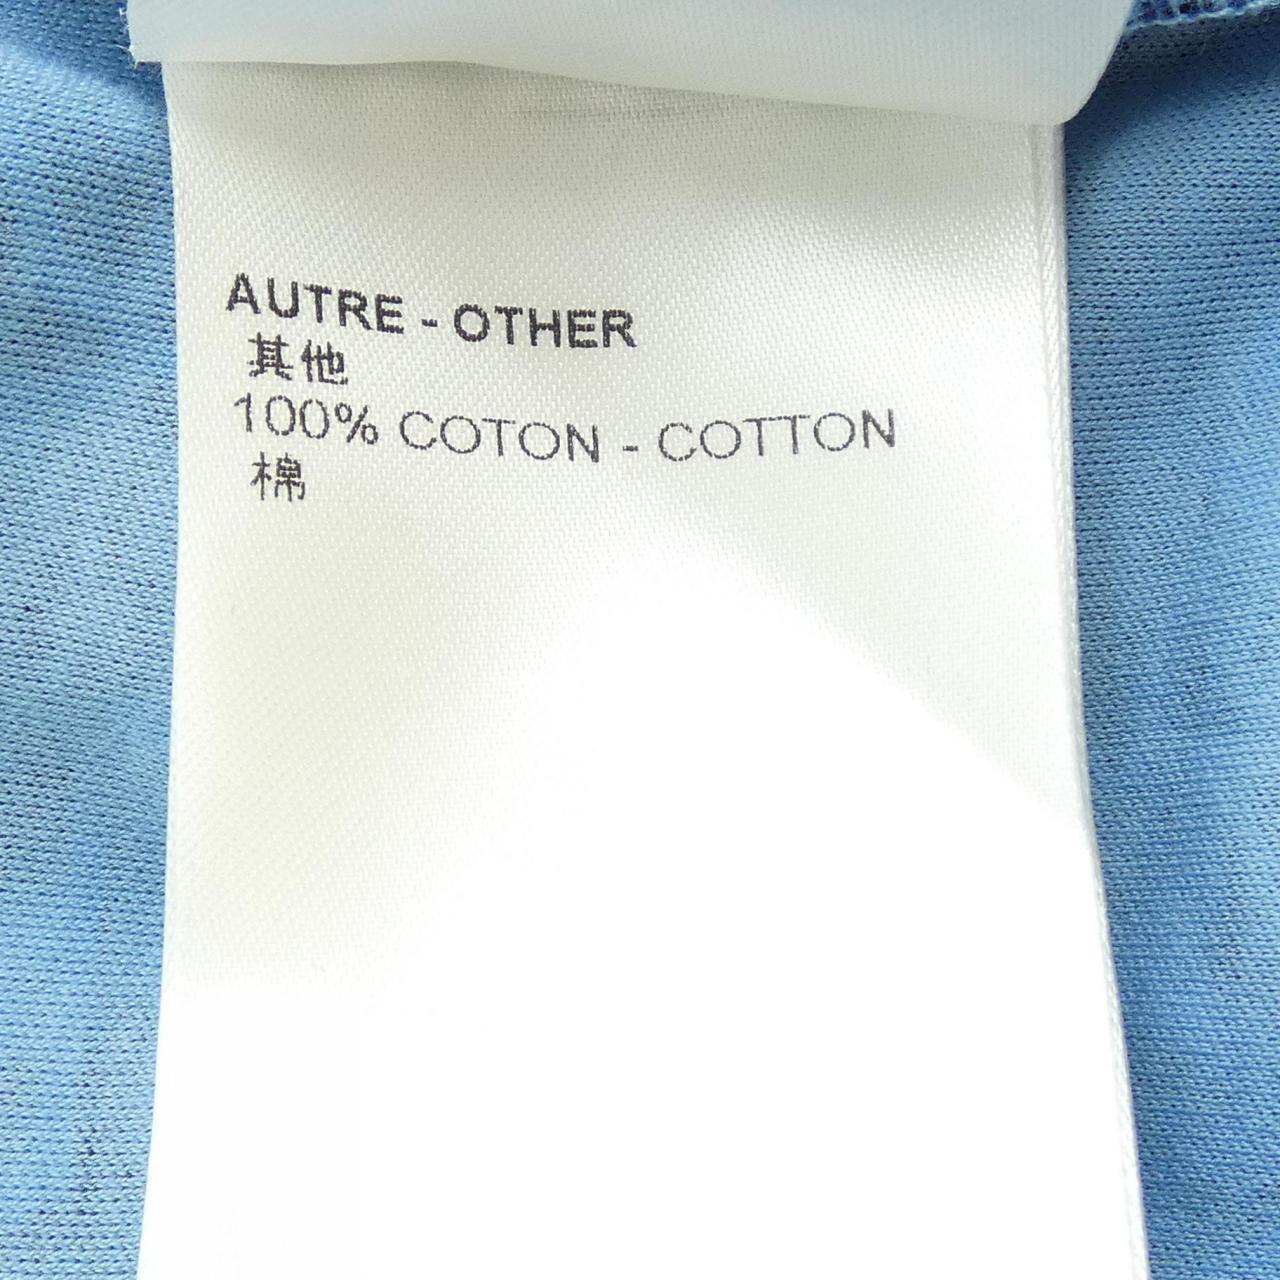 AUTRE - OTHER
其他
100% COTON - COTTON
棉